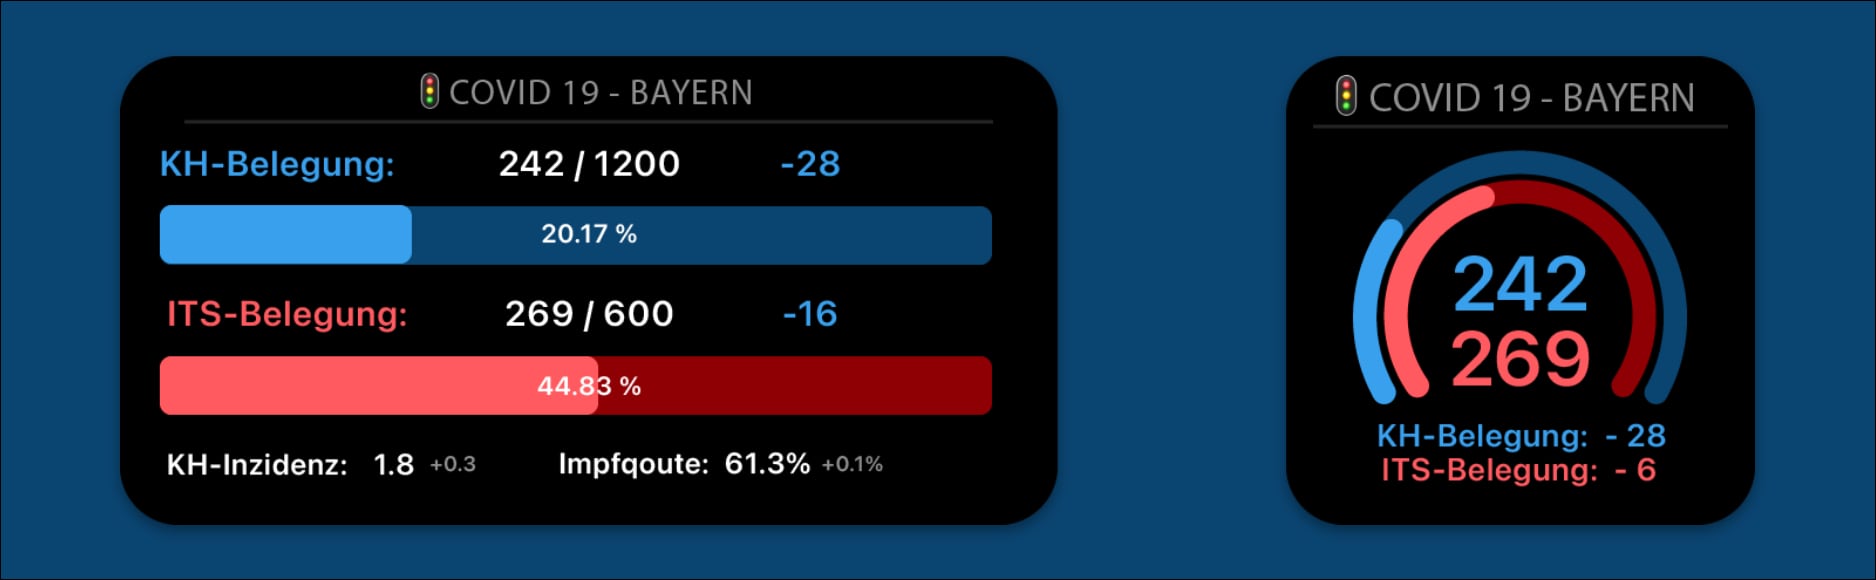 COVID 19 - BAYERN
KH-Belegung: 242 / 1200 -28
20.17 %
ITS-Belegung: 269 / 600 -16
44.83 %
KH-Inzidenz: 1.8 +0.3 Impfqoute: 61.3% +0.1%
COVID 19 - BAYERN
242
269
KH-Belegung: - 28
ITS-Belegung: - 6